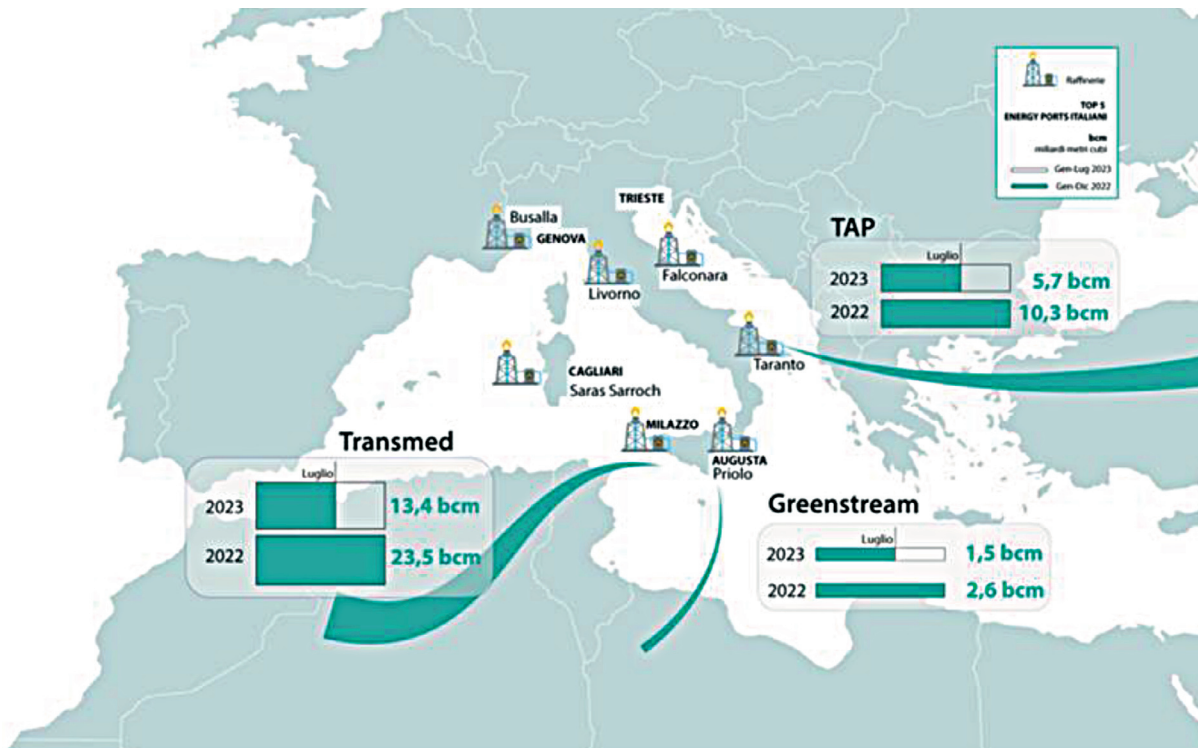 Raffinerie
TOP 5
ENERGY PORTS ITALIANI
bcm
miliardi metri cubi
Gen-Lug 2023
Gen-Dic 2022
TRIESTE
Busalla
GENOVA
Livorno
Falconara
TAP
Luglio
2023
5,7 bcm
2022
10,3 bcm
Taranto
CAGLIARI
Saras Sarroch
MILAZZO
AUGUSTA
Priolo
Transmed
Luglio
2023
13,4 bcm
2022
23,5 bcm
Greenstream
Luglio
2023
1,5 bcm
2022
2,6 bcm